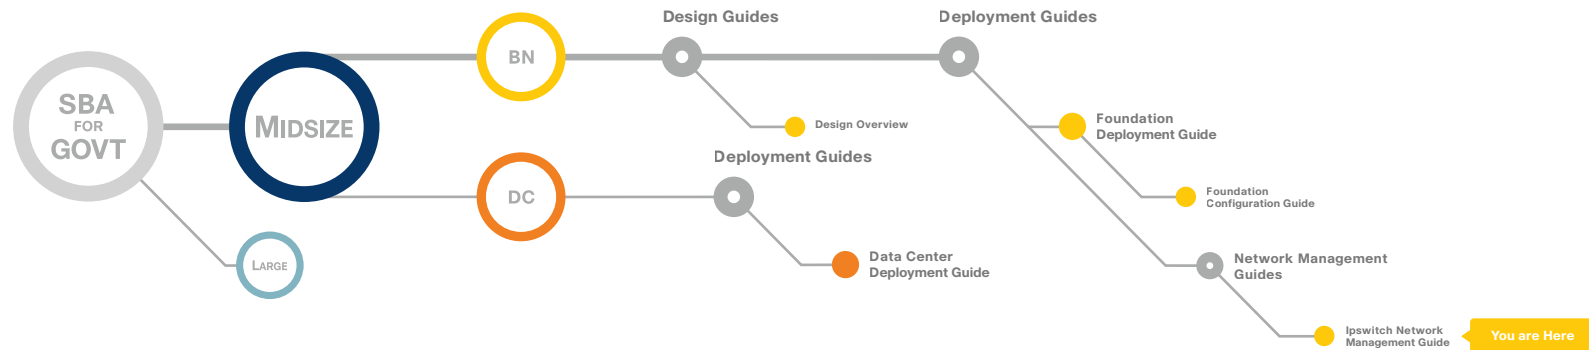 Design Guides
Deployment Guides
BN
SBA
FOR
GOVT
MIDSIZE
Design Overview
Foundation
Deployment Guide
Deployment Guides
DC
Foundation
Configuration Guide
LARGE
Data Center
Deployment Guide
Network Management
Guides
Ipswitch Network
Management Guide
You are Here